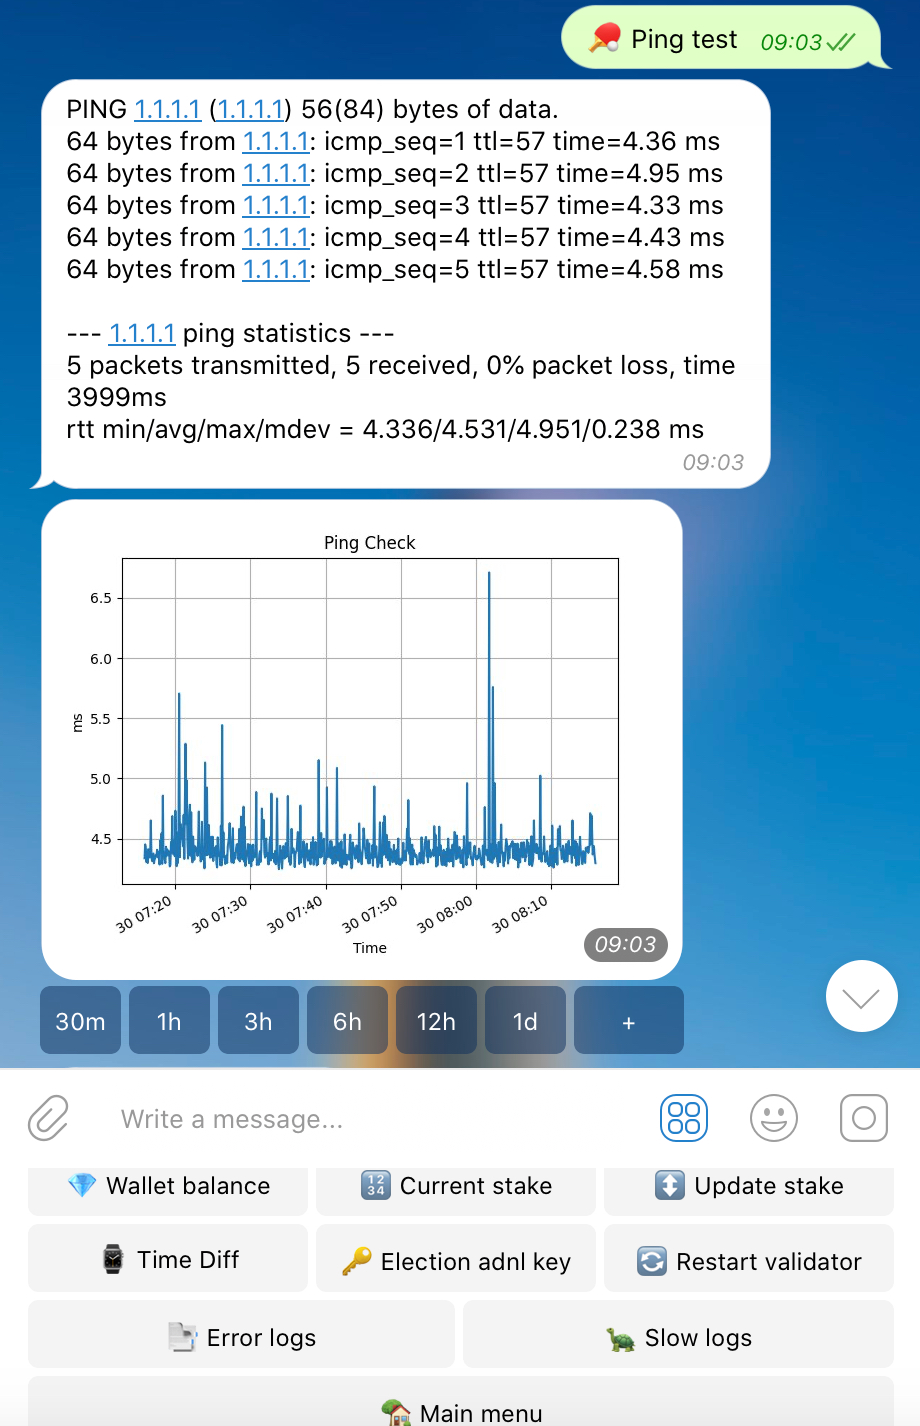 Ping test 09:03
PING 1.1.1.1 (1.1.1.1) 56(84) bytes of data.
64 bytes from 1.1.1.1: icmp_seq=1 ttl=57 time=4.36 ms
64 bytes from 1.1.1.1: icmp_seq=2 ttl=57 time=4.95 ms
64 bytes from 1.1.1.1: icmp_seq=3 ttl=57 time=4.33 ms
64 bytes from 1.1.1.1: icmp_seq=4 ttl=57 time=4.43 ms
64 bytes from 1.1.1.1: icmp_seq=5 ttl=57 time=4.58 ms
--- 1.1.1.1 ping statistics ---
5 packets transmitted, 5 received, 0% packet loss, time
3999ms
rtt min/avg/max/mdev = 4.336/4.531/4.951/0.238 ms
09:03
Ping Check
6.5
6.0
5.5
5.0
4.5
ms
30 07:20 30 07:30 30 07:40 30 07:50 30 08:00 30 08:10
Time
09:03
30m 1h 3h 6h 12h 1d +
Write a message...
Wallet balance 1234 Current stake Update stake
Time Diff Election adnl key Restart validator
Error logs Slow logs
Main menu